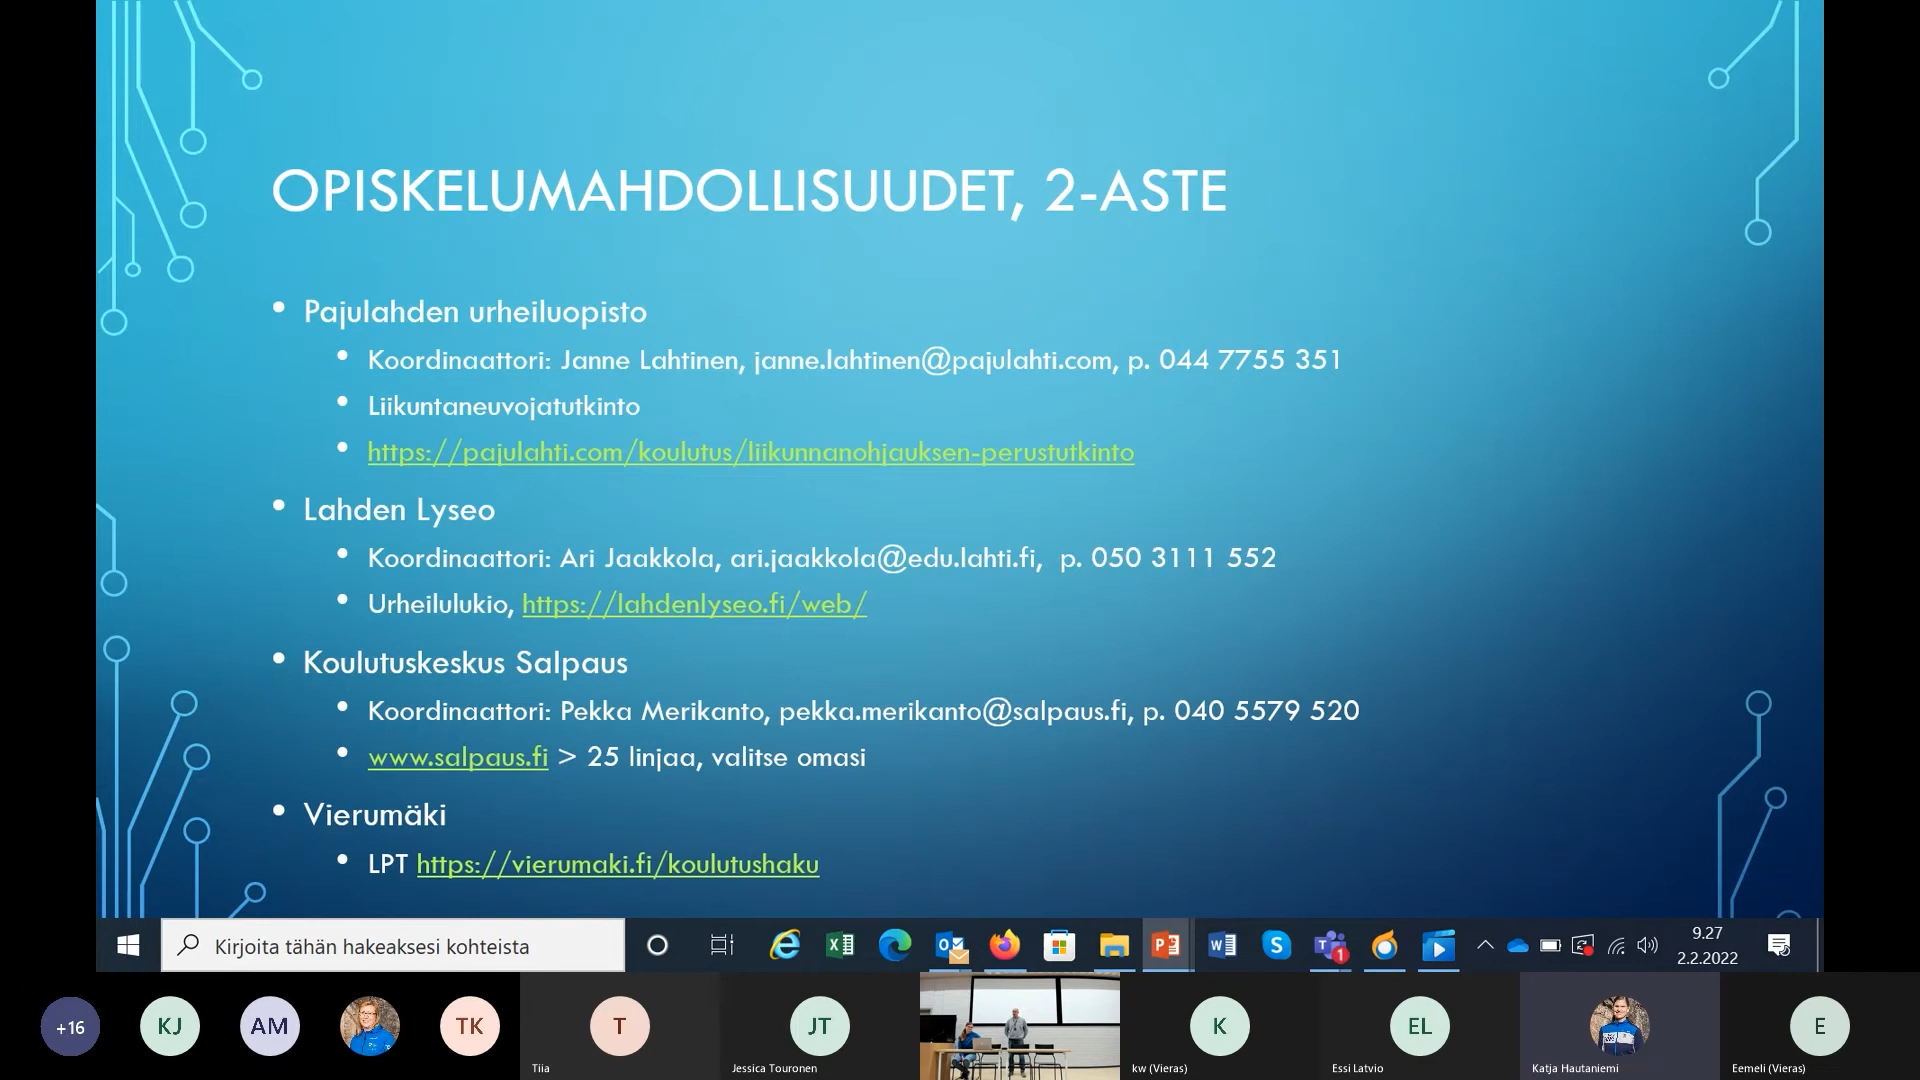 OPISKELUMAHDOLLISUUDET, 2-ASTE
• Pajulahden urheiluopisto
• Koordinaattori: Janne Lahtinen, janne.lahtinen@pajulahti.com, p. 044 7755 351
• Liikuntaneuvojatutkinto
• https://pajulahti.com/koulutus/liikunnanohjauksen-perustutkinto
• Lahden Lyseo
• Koordinaattori: Ari Jaakkola, ari.jaakkola@edu.lahti.fi, p. 050 3111 552
• Urheilulukio, https://lahdenlyseo.fi/web/
• Koulutuskeskus Salpaus
• Koordinaattori: Pekka Merikanto, pekka.merikanto@salpaus.fi, p. 040 5579 520
• www.salpaus.fi > 25 linjaa, valitse omasi
• Vierumäki
• LPT https://vierumaki.fi/koulutushaku
Kirjoita tähän hakeaksesi kohteista
1
9.27
2.2.2022
+16
KJ
AM
TK
T
Tiia
JT
Jessica Touronen
K
kw (Vieras)
EL
Essi Latvio
Katja Hautaniemi
E
Eemeli (Vieras)